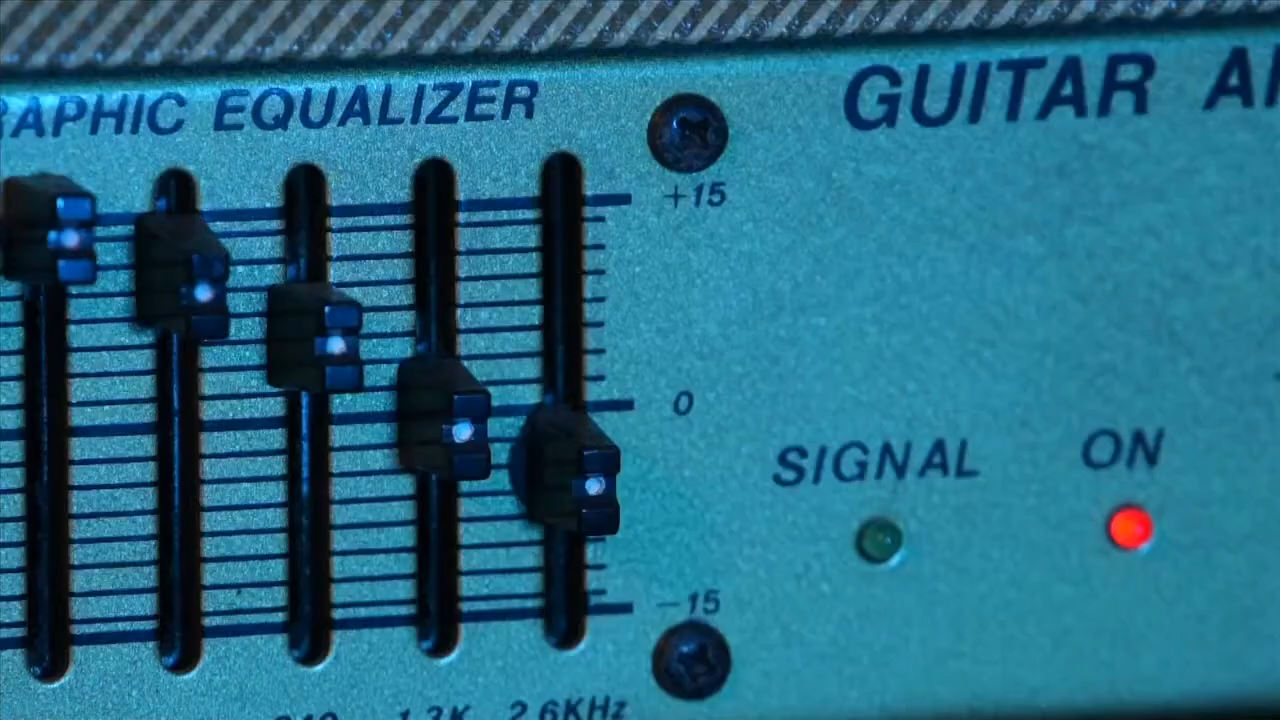 RAPHIC EQUALIZER
GUITAR
+15
0
SIGNAL
ON
-15
1.3K 2.6KHz